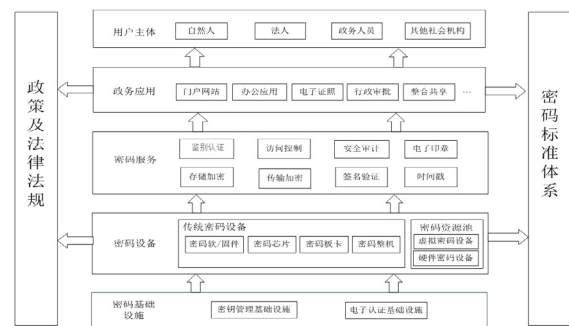 政策及法律法规
用户主体
自然人
法人
政务人员
其他社会机构
政务应用
门户网站
办公应用
电子证照
行政审批
整合共享
...
密码服务
鉴别认证
访问控制
安全审计
电子印章
存储加密
传输加密
签名验证
时间戳
密码设备
传统密码设备
密码软/固件
密码芯片
密码板卡
密码整机
密码资源池
虚拟密码设备
硬件密码设备
密码基础
设施
密钥管理基础设施
电子认证基础设施
密码标准体系